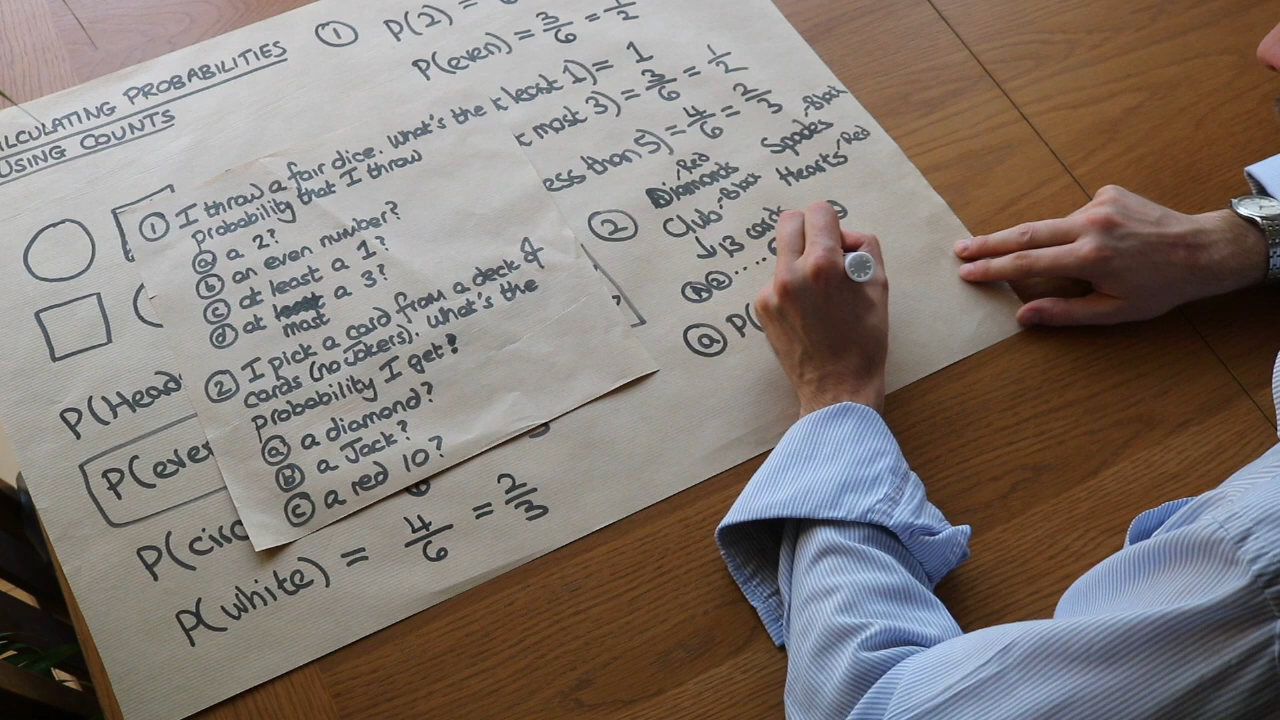 CALCULATING PROBABILITIES
USING COUNTS
① P(2) =
P(even) = 3/6 = 1/2
least 1) = 1
t most 3) = 3/6 = 1/2
ess than 5) = 4/6 = 2/3
① I throw a fair dice. What's the
probability that I throw
ⓐ a 2?
ⓑ an even number?
ⓒ at least a 1?
ⓓ at most a 3?
② I pick a card from a deck of
cards (no Jokers). What's the
probability I get?
ⓐ a diamond?
ⓑ a Jack?
ⓒ a red 10?
② Diamonds - Red Spades - Black
Club - Black Hearts - Red
↓ 13 cards
Ⓐ②.....
ⓐ P(
P(Head
P(even
P(circ
P(white) = 4/6 = 2/3